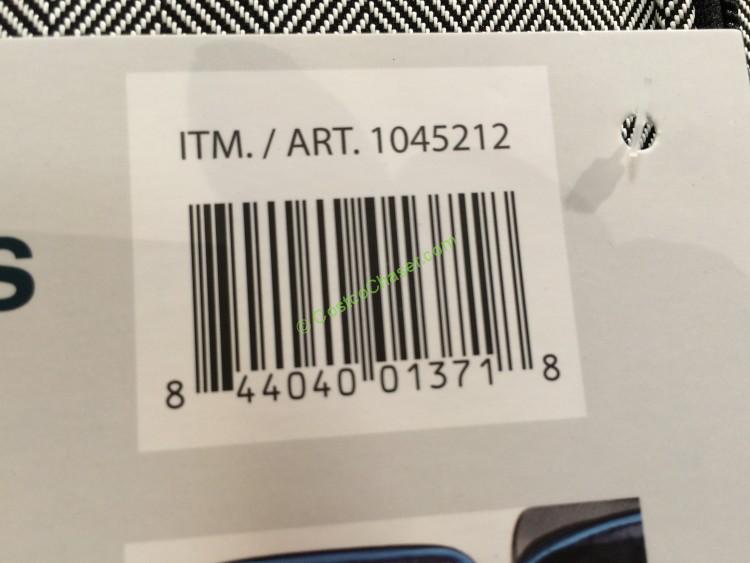 ITM. / ART. 1045212
s
© CostcoChaser.com
8 44040 01371 8